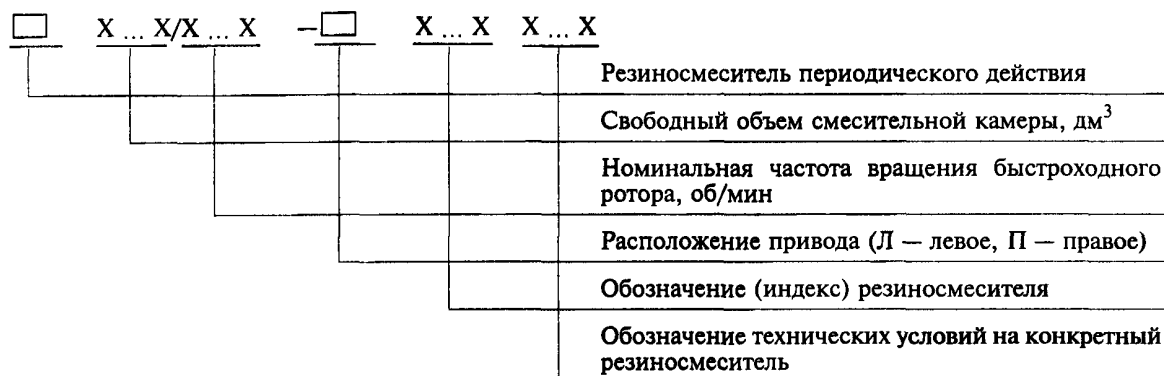 X ... X/X ... X – X ... X X ... X
Резиносмеситель периодического действия
Свободный объем смесительной камеры, дм³
Номинальная частота вращения быстроходного
ротора, об/мин
Расположение привода (Л — левое, П — правое)
Обозначение (индекс) резиносмесителя
Обозначение технических условий на конкретный
резиносмеситель